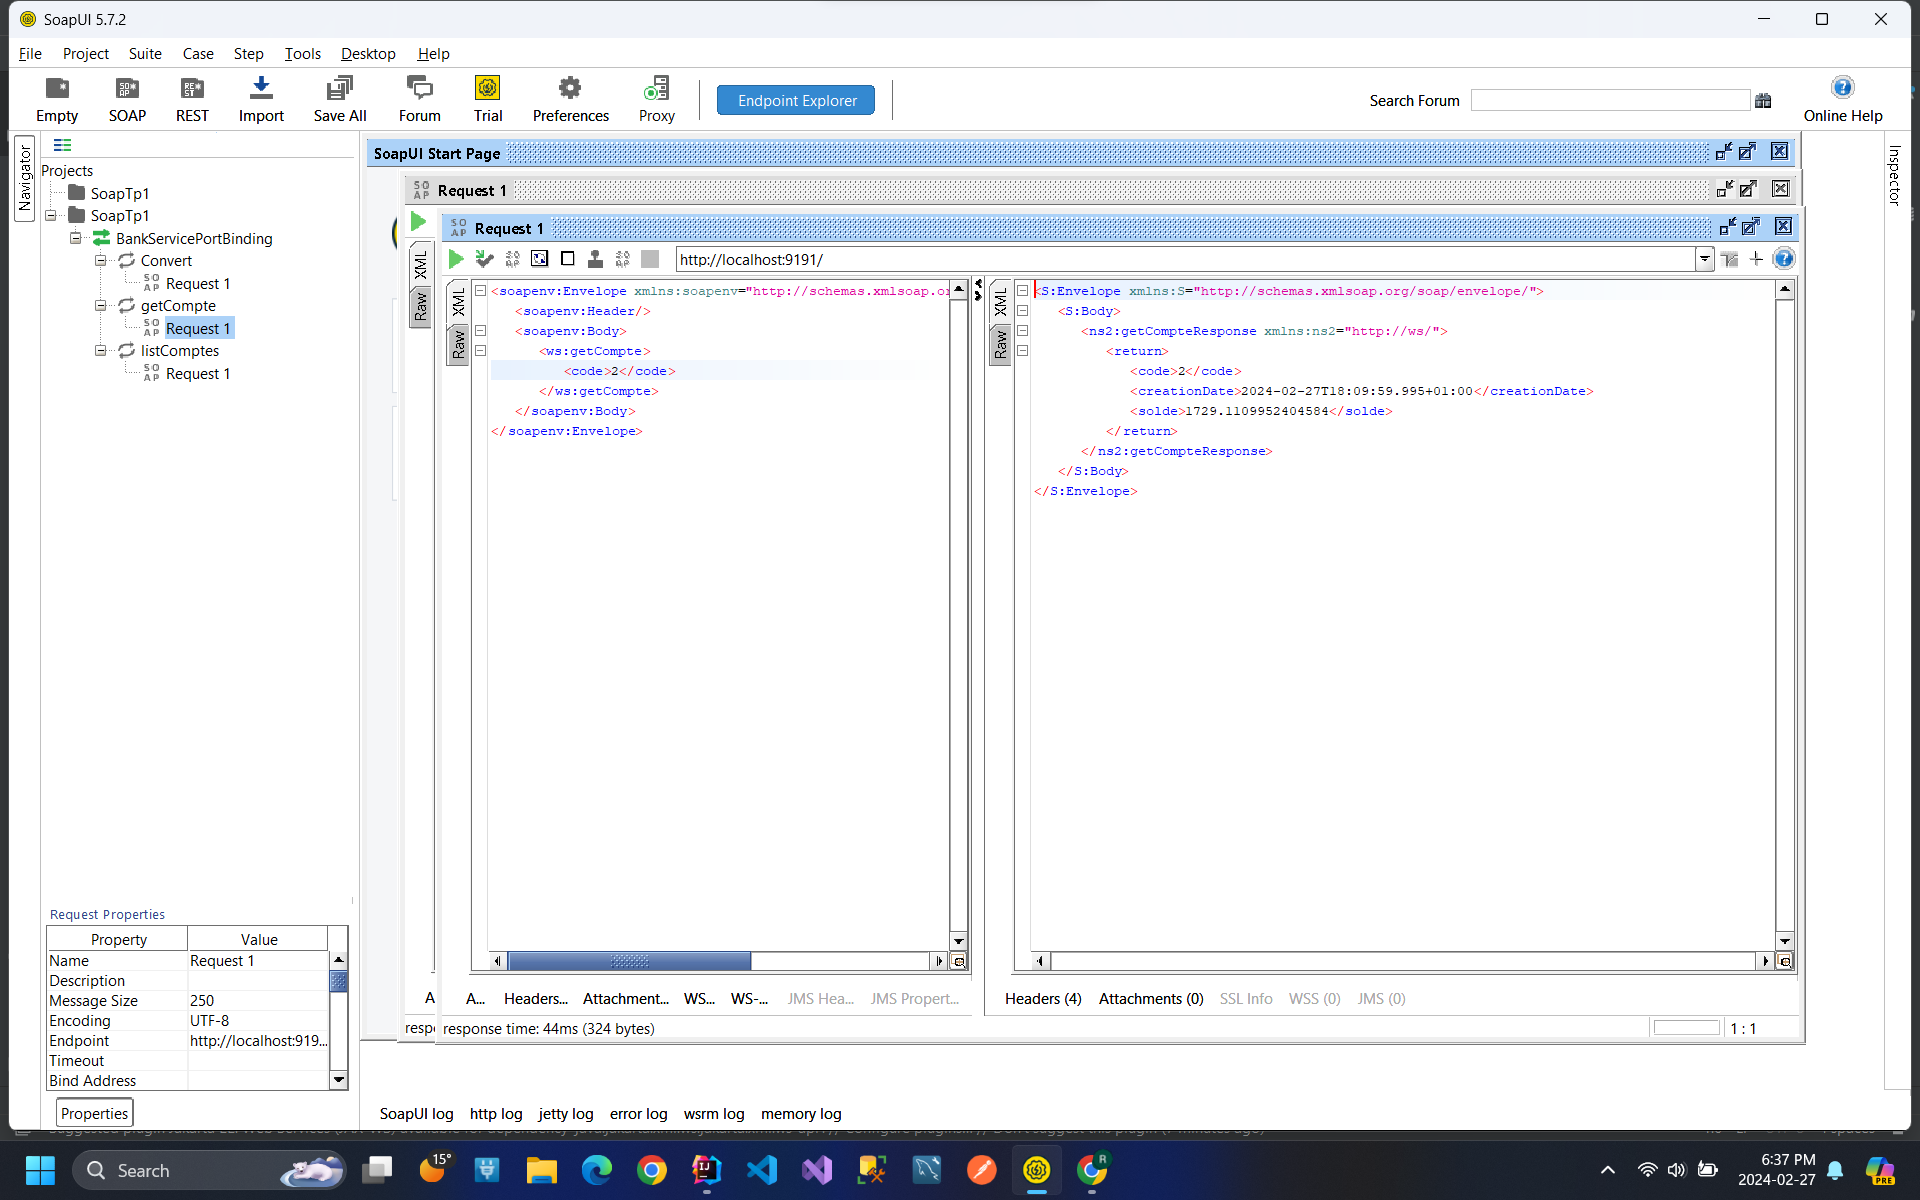 SoapUI 5.7.2
File Project Suite Case Step Tools Desktop Help
Empty SOAP REST Import Save All Forum Trial Preferences Proxy Endpoint Explorer Search Forum Online Help
Navigator
Projects
SoapTp1
SoapTp1
BankServicePortBinding
Convert
Request 1
getCompte
Request 1
listComptes
Request 1
Request Properties
Property Value
Name Request 1
Description
Message Size 250
Encoding UTF-8
Endpoint http://localhost:919...
Timeout
Bind Address
Properties
SoapUI Start Page
Request 1
XML
Raw
Request 1
http://localhost:9191/
XML
Raw
<soapenv:Envelope xmlns:soapenv="http://schemas.xmlsoap.or
<soapenv:Header/>
<soapenv:Body>
<ws:getCompte>
<code>2</code>
</ws:getCompte>
</soapenv:Body>
</soapenv:Envelope>
XML
Raw
<S:Envelope xmlns:S="http://schemas.xmlsoap.org/soap/envelope/">
<S:Body>
<ns2:getCompteResponse xmlns:ns2="http://ws/">
<return>
<code>2</code>
<creationDate>2024-02-27T18:09:59.995+01:00</creationDate>
<solde>1729.1109952404584</solde>
</return>
</ns2:getCompteResponse>
</S:Body>
</S:Envelope>
A
A... Headers... Attachment... WS... WS-... JMS Hea... JMS Propert...
Headers (4) Attachments (0) SSL Info WSS (0) JMS (0)
respo
response time: 44ms (324 bytes)
1 : 1
SoapUI log http log jetty log error log wsrm log memory log
Inspector
Search
15°
6:37 PM
2024-02-27
PRE